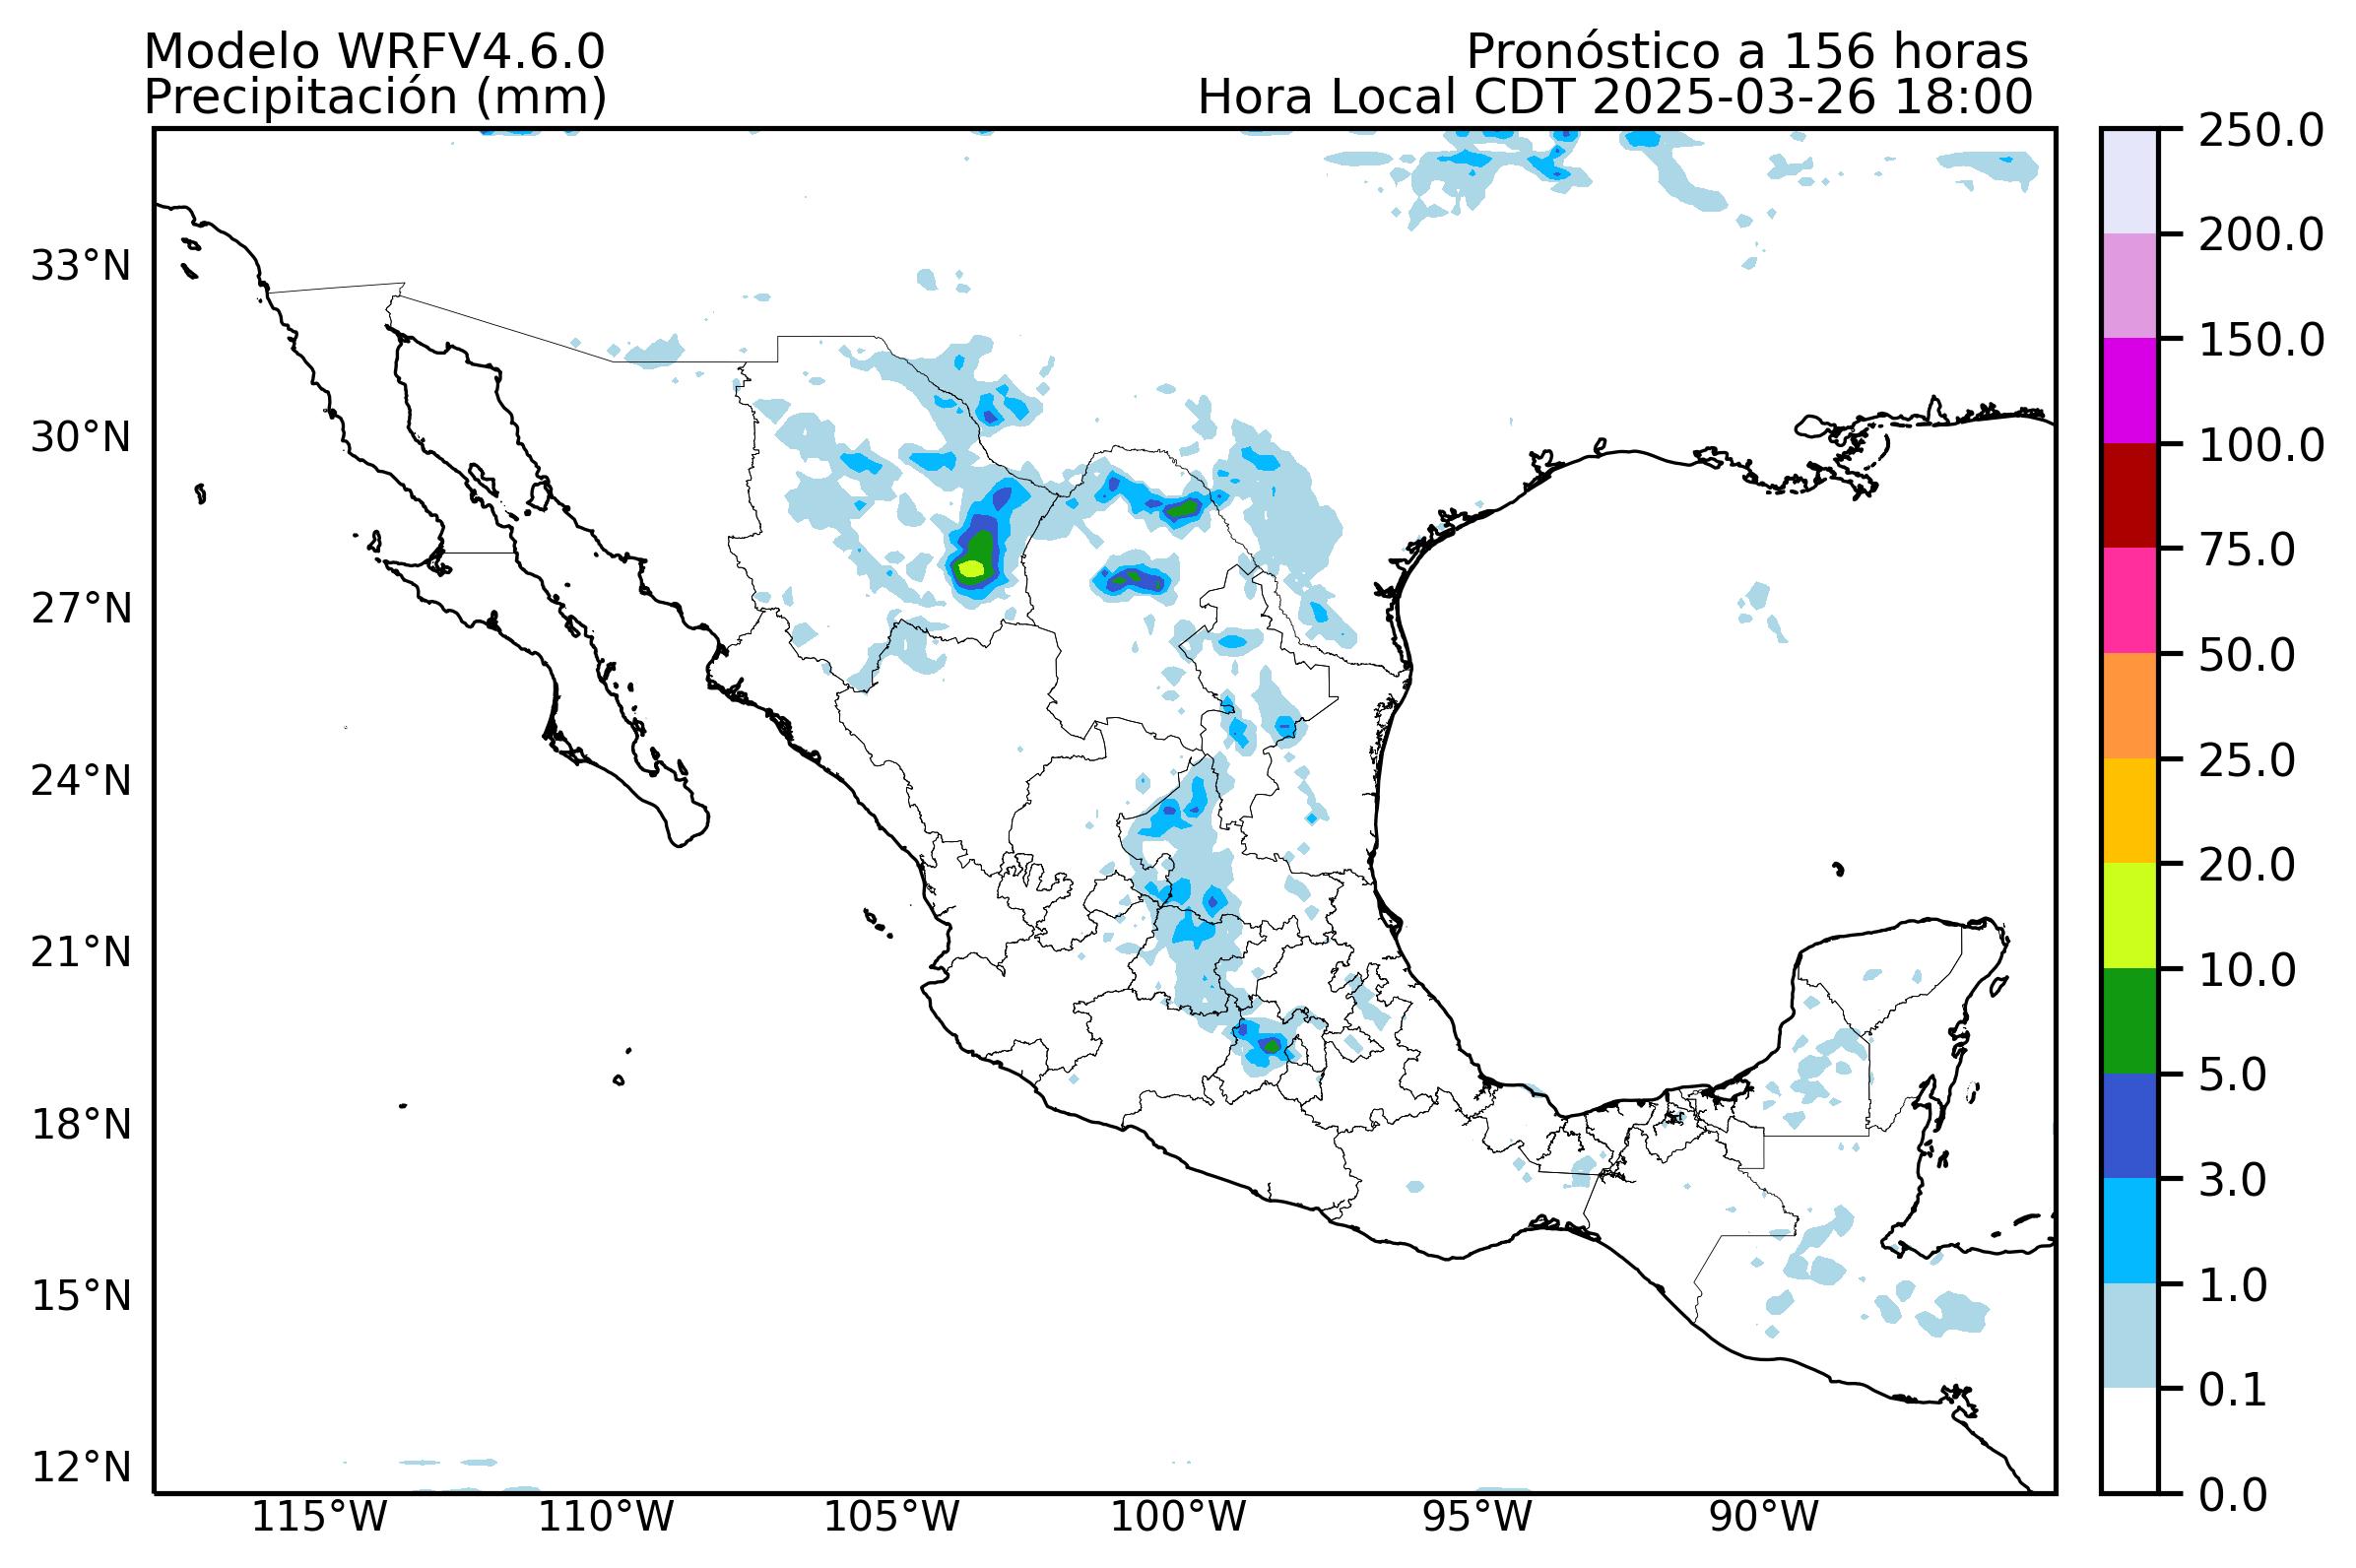 Modelo WRFV4.6.0
Precipitación (mm)
Pronóstico a 156 horas
Hora Local CDT 2025-03-26 18:00
33°N
30°N
27°N
24°N
21°N
18°N
15°N
12°N
115°W
110°W
105°W
100°W
95°W
90°W
250.0
200.0
150.0
100.0
75.0
50.0
25.0
20.0
10.0
5.0
3.0
1.0
0.1
0.0